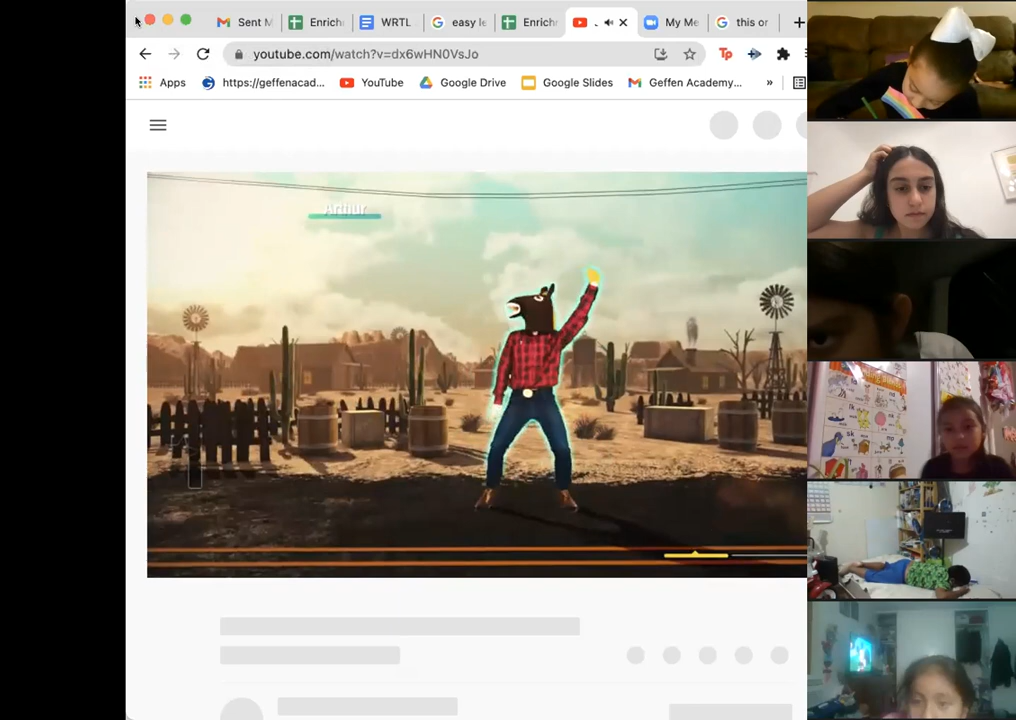 Sent M
Enrich
WRTL
easy le
Enrich
My Me
this or
youtube.com/watch?v=dx6wHN0VsJo
Apps
https://geffenacad...
YouTube
Google Drive
Google Slides
Geffen Academy...
»
Arthur